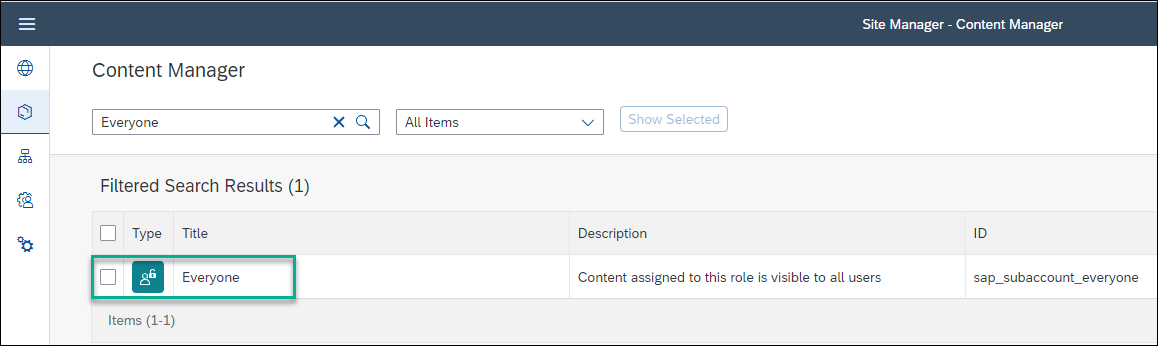 Site Manager - Content Manager
Content Manager
Everyone All Items Show Selected
Filtered Search Results (1)
Type Title Description ID
Everyone Content assigned to this role is visible to all users sap_subaccount_everyone
Items (1-1)